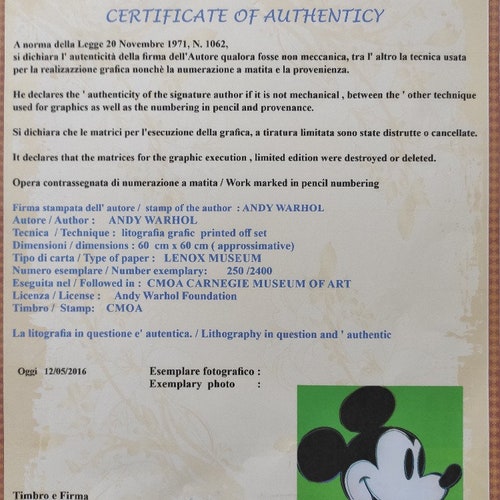 CERTIFICATE OF AUTHENTICITY
A norma della Legge 20 Novembre 1971, N. 1062,
si dichiara l' autenticità della firma dell'Autore qualora fosse non meccanica, tra l' altro la tecnica usata
per la realizazzione grafica nonchè la numerazione a matita e la provenienza.
He declares the ' authenticity of the signature author if it is not mechanical , between the ' other technique
used for graphics as well as the numbering in pencil and provenance.
Si dichiara che le matrici per l'esecuzione della grafica, a tiratura limitata sono state distrutte o cancellate.
It declares that the matrices for the graphic execution , limited edition were destroyed or deleted.
Opera contrassegnata di numerazione a matita / Work marked in pencil numbering
Firma stampata dell' autore / stamp of the author : ANDY WARHOL
Autore / Author : ANDY WARHOL
Tecnica / Technique : litografia grafic printed off set
Dimensioni / dimensions : 60 cm x 60 cm ( approssimative)
Tipo di carta / Type of paper : LENOX MUSEUM
Numero esemplare / Number exemplary: 250 /2400
Eseguita nel / Followed in : CMOA CARNEGIE MUSEUM OF ART
Licenza / License : Andy Warhol Foundation
Timbro / Stamp: CMOA
La litografia in questione e' autentica. / Lithography in question and ' authentic
Oggi 12/05/2016 Esemplare fotografico :
Exemplary photo :
Timbro e Firma